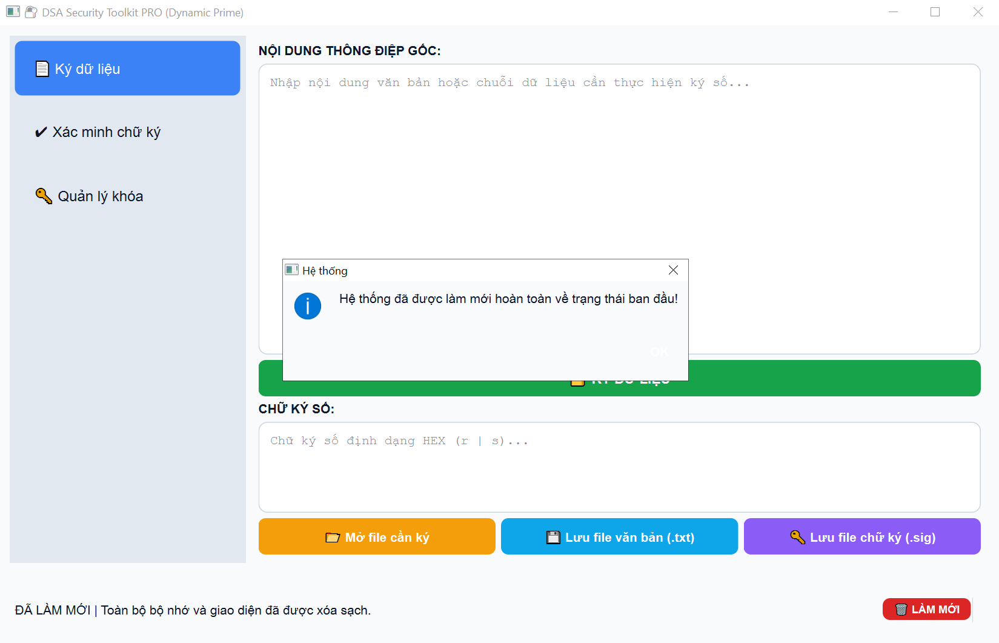 DSA Security Toolkit PRO (Dynamic Prime)
Ký dữ liệu
Xác minh chữ ký
Quản lý khóa
NỘI DUNG THÔNG ĐIỆP GỐC:
Nhập nội dung văn bản hoặc chuỗi dữ liệu cần thực hiện ký số...
Hệ thống
Hệ thống đã được làm mới hoàn toàn về trạng thái ban đầu!
OK
KÝ DỮ LIỆU
CHỮ KÝ SỐ:
Chữ ký số định dạng HEX (r | s)...
Mở file cần ký
Lưu file văn bản (.txt)
Lưu file chữ ký (.sig)
ĐÃ LÀM MỚI | Toàn bộ bộ nhớ và giao diện đã được xóa sạch.
LÀM MỚI